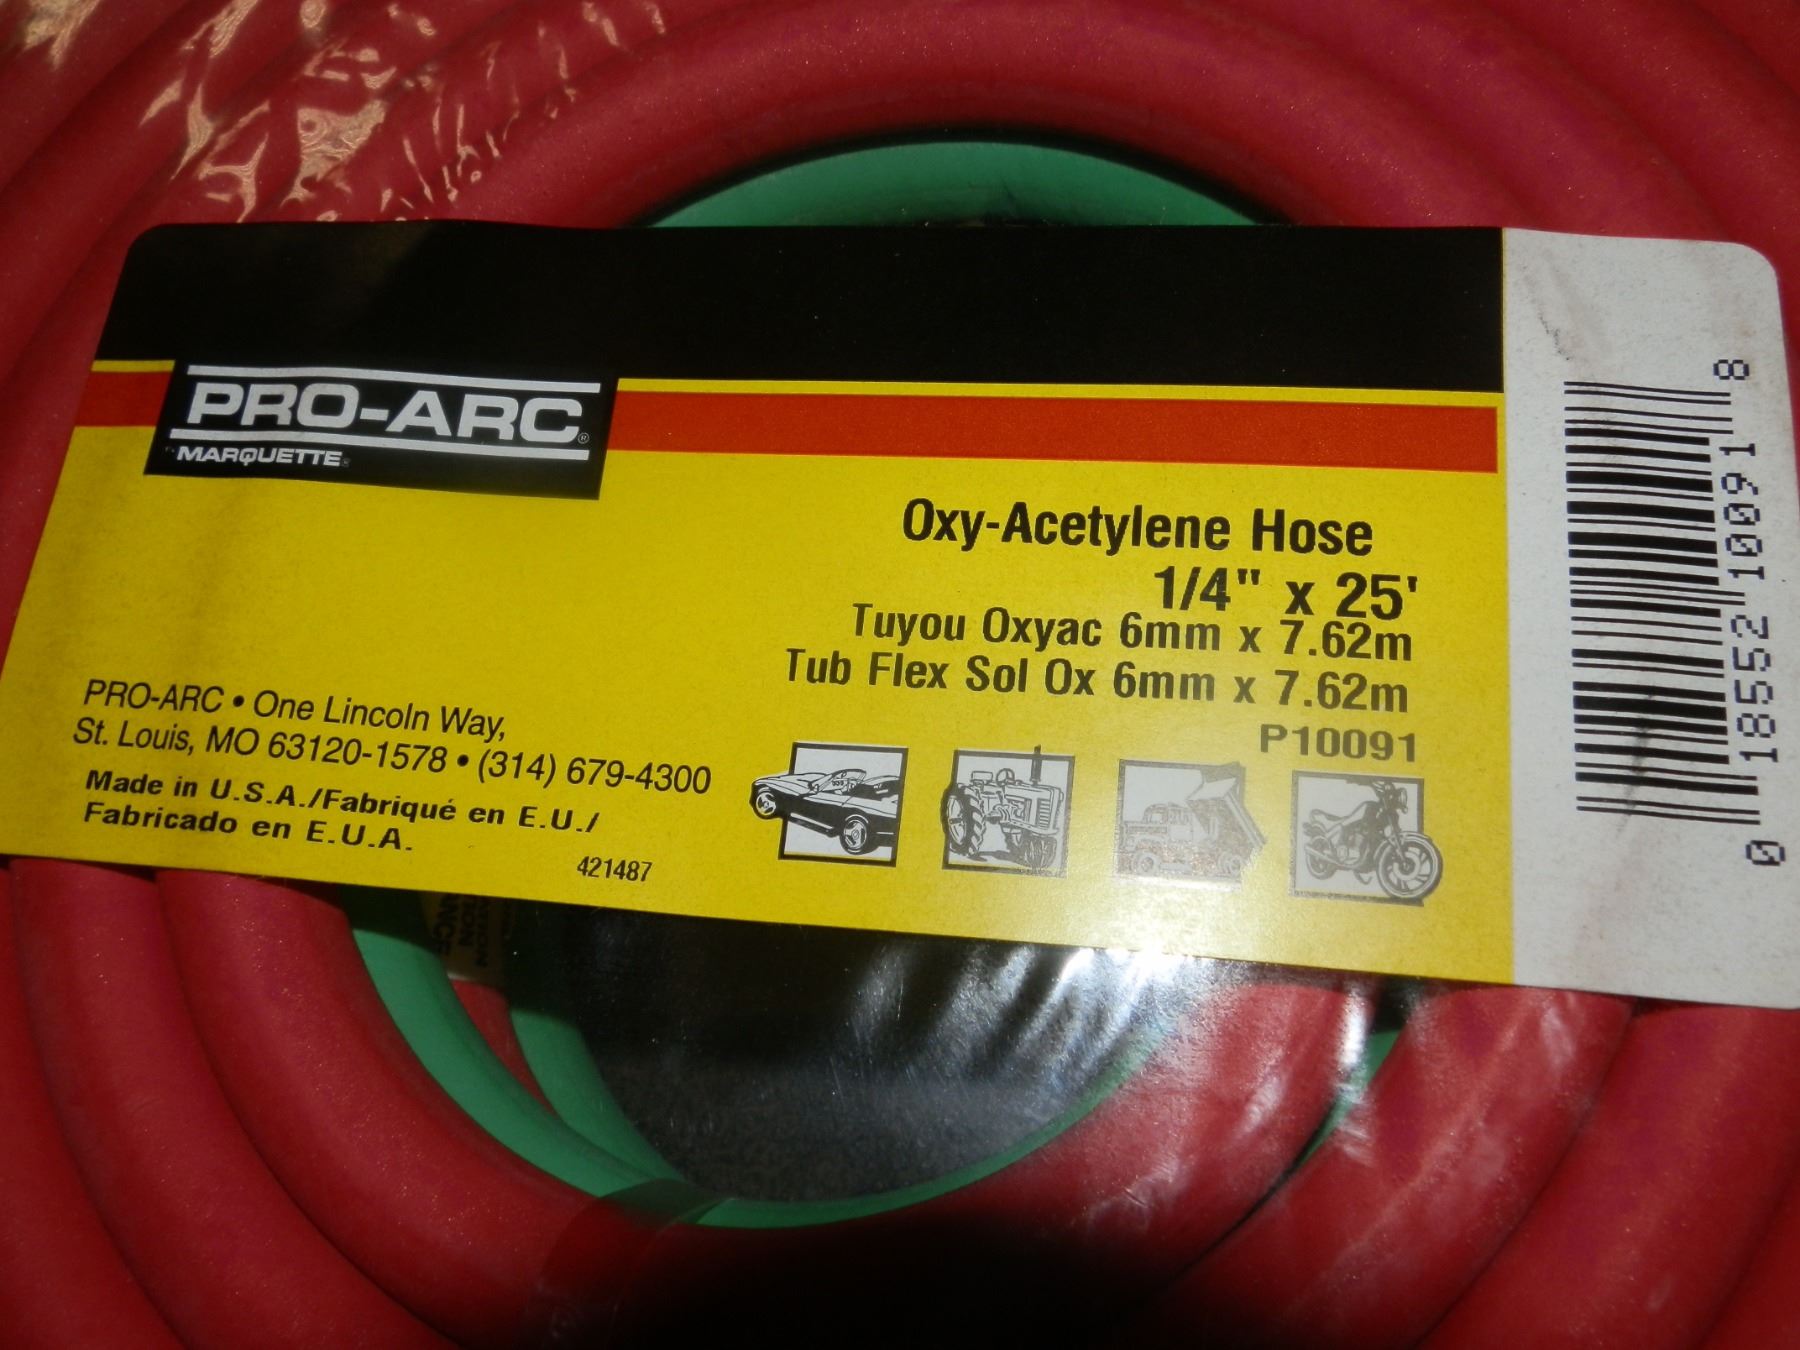 PRO-ARC®
MARQUETTE
Oxy-Acetylene Hose
1/4" x 25'
Tuyou Oxyac 6mm x 7.62m
Tub Flex Sol Ox 6mm x 7.62m
P10091
PRO-ARC • One Lincoln Way,
St. Louis, MO 63120-1578 • (314) 679-4300
Made in U.S.A./Fabriqué en E.U./
Fabricado en E.U.A.
421487
0 18552 10091 8